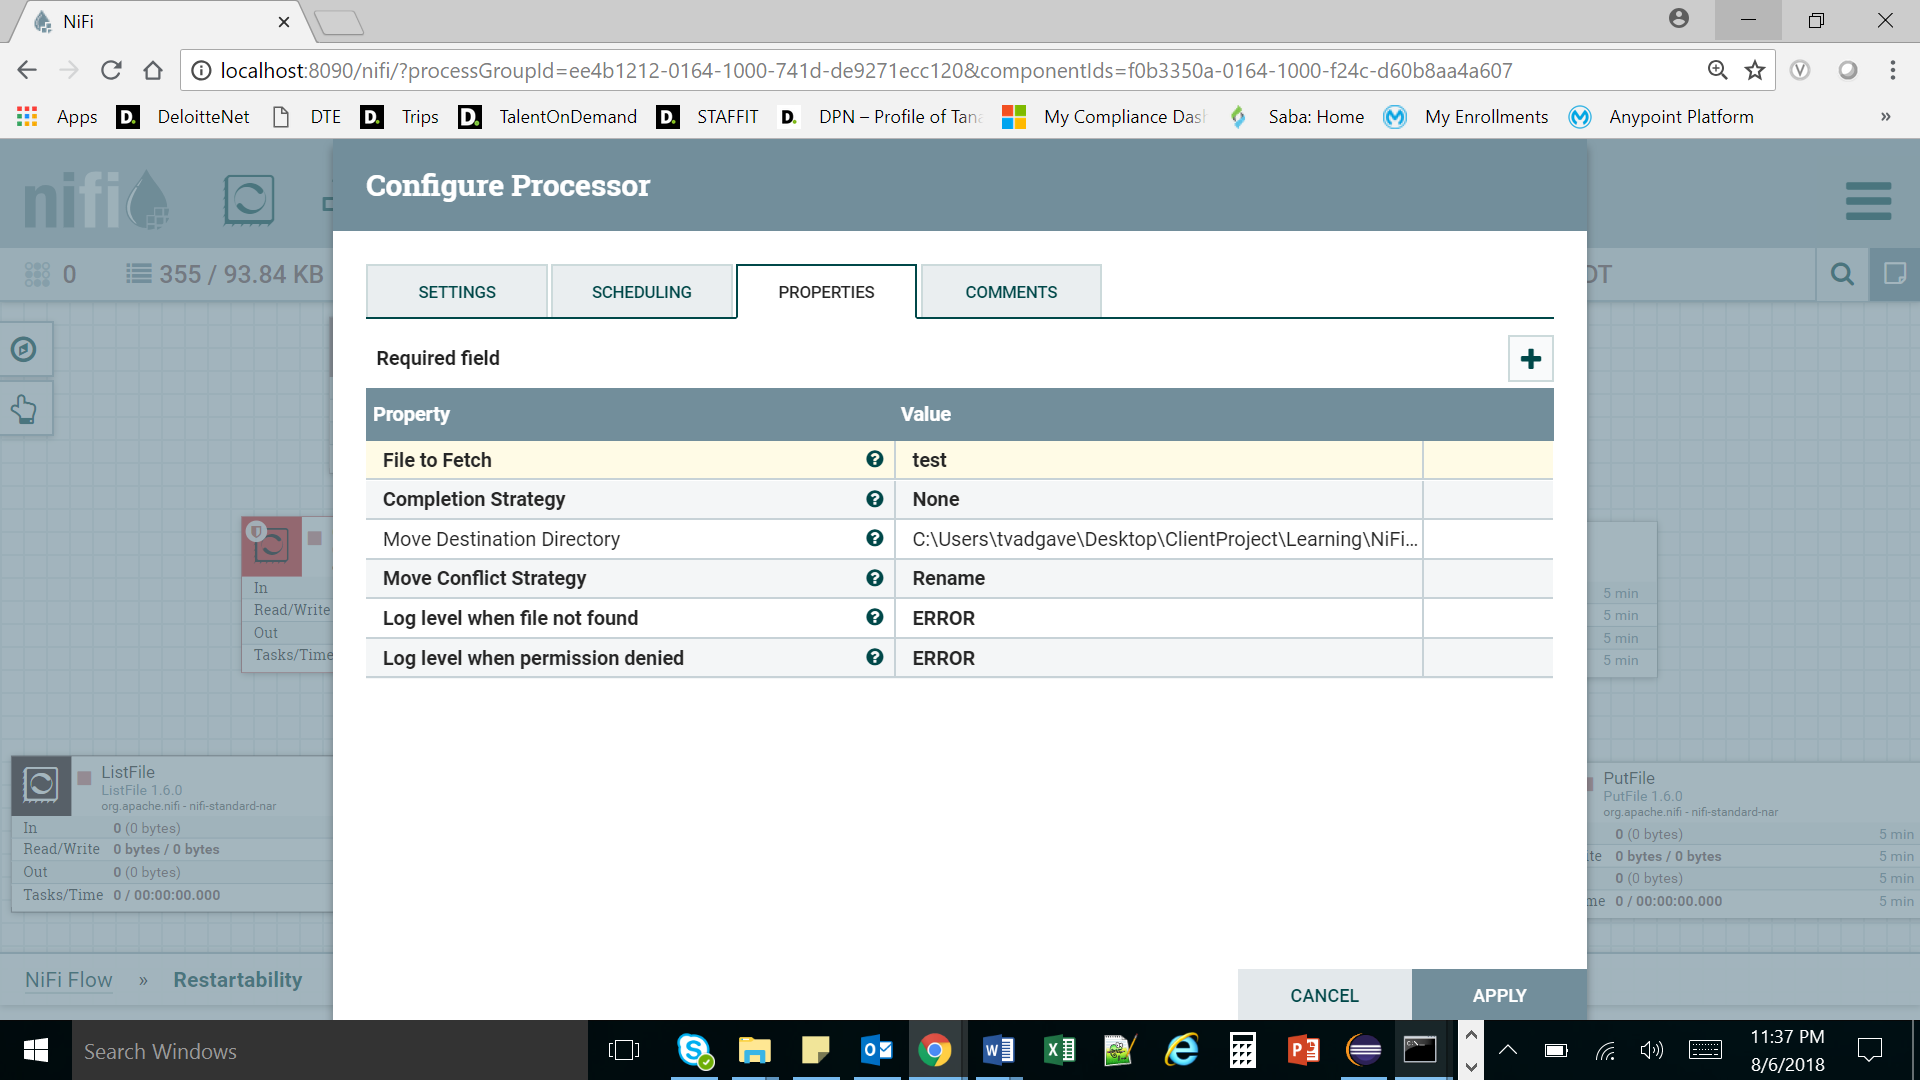 NiFi
localhost:8090/nifi/?processGroupId=ee4b1212-0164-1000-741d-de9271ecc120&componentIds=f0b3350a-0164-1000-f24c-d60b8aa4a607
Apps D. DeloitteNet DTE D. Trips D. TalentOnDemand D. STAFFIT D. DPN – Profile of Tana My Compliance Dash Saba: Home My Enrollments Anypoint Platform »
nifi
Configure Processor
0 355 / 93.84 KB
OT
SETTINGS SCHEDULING PROPERTIES COMMENTS
Required field
Property Value
File to Fetch ? test
Completion Strategy ? None
Move Destination Directory ? C:\Users\tvadgave\Desktop\ClientProject\Learning\NiFi...
Move Conflict Strategy ? Rename
Log level when file not found ? ERROR
Log level when permission denied ? ERROR
In
Read/Write
Out
Tasks/Time
5 min
5 min
5 min
5 min
ListFile
ListFile 1.6.0
org.apache.nifi - nifi-standard-nar
In 0 (0 bytes)
Read/Write 0 bytes / 0 bytes
Out 0 (0 bytes)
Tasks/Time 0 / 00:00:00.000
PutFile
PutFile 1.6.0
org.apache.nifi - nifi-standard-nar
0 (0 bytes) 5 min
ite 0 bytes / 0 bytes 5 min
0 (0 bytes) 5 min
me 0 / 00:00:00.000 5 min
NiFi Flow » Restartability
CANCEL APPLY
Search Windows
11:37 PM
8/6/2018